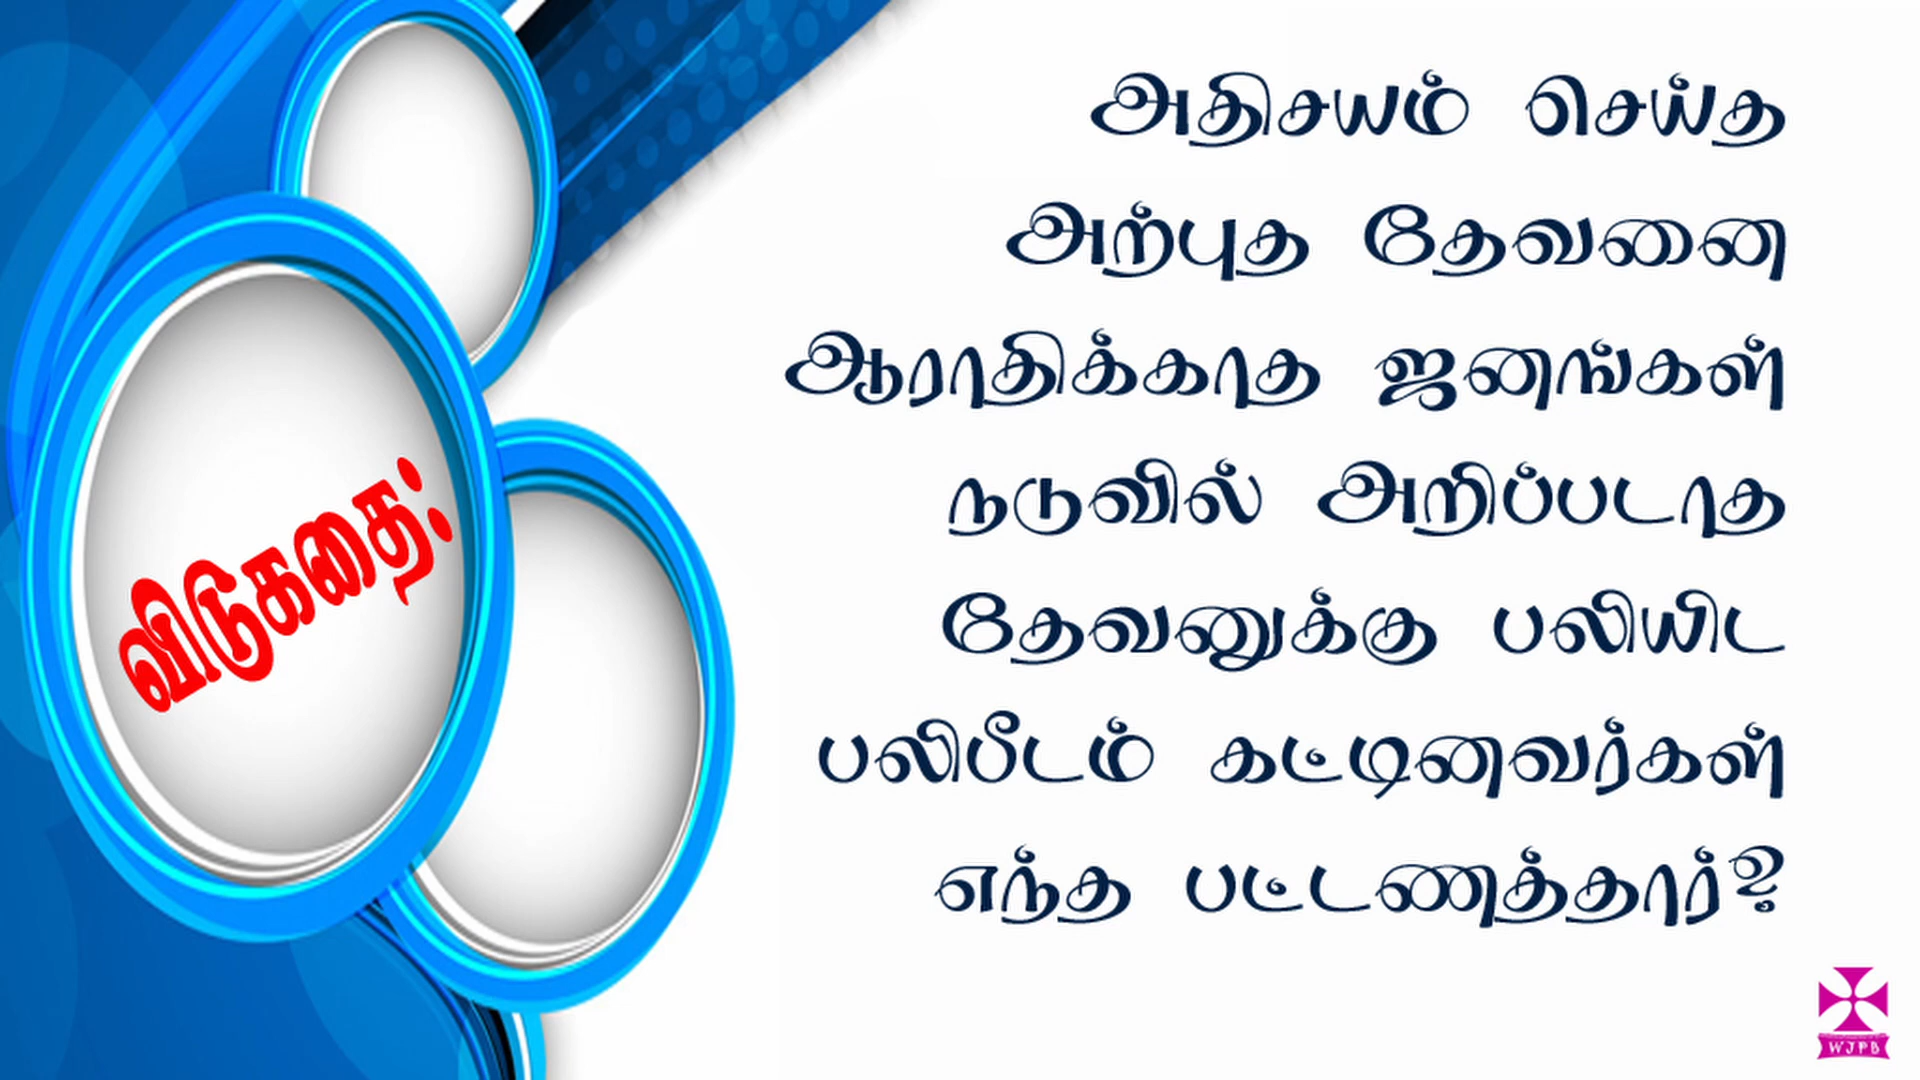 விடுகதை:
அதிசயம் செய்த
அற்புத தேவனை
ஆராதிக்காத ஜனங்கள்
நடுவில் அறிப்படாத
தேவனுக்கு பலியிட
பலிபீடம் கட்டினவர்கள்
எந்த பட்டணத்தார்?
WJPB